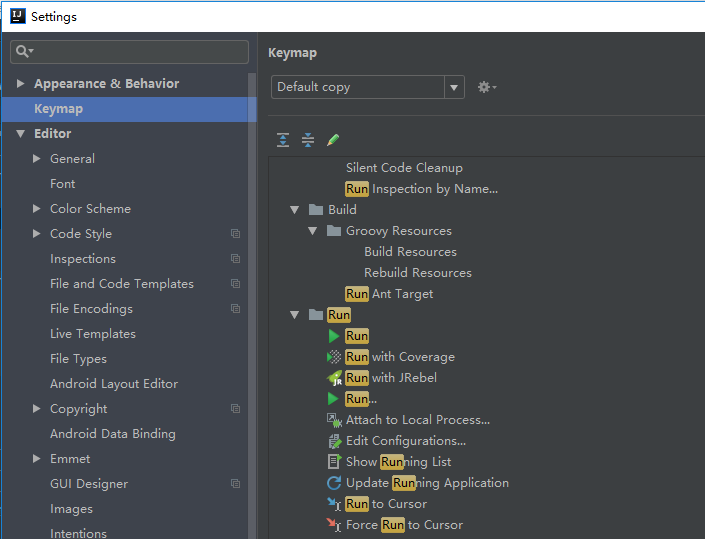 Settings
Appearance & Behavior
Keymap
Editor
General
Font
Color Scheme
Code Style
Inspections
File and Code Templates
File Encodings
Live Templates
File Types
Android Layout Editor
Copyright
Android Data Binding
Emmet
GUI Designer
Images
Intentions
Keymap
Default copy
Silent Code Cleanup
Run Inspection by Name...
Build
Groovy Resources
Build Resources
Rebuild Resources
Run Ant Target
Run
Run
Run with Coverage
Run with JRebel
Run...
Attach to Local Process...
Edit Configurations...
Show Running List
Update Running Application
Run to Cursor
Force Run to Cursor